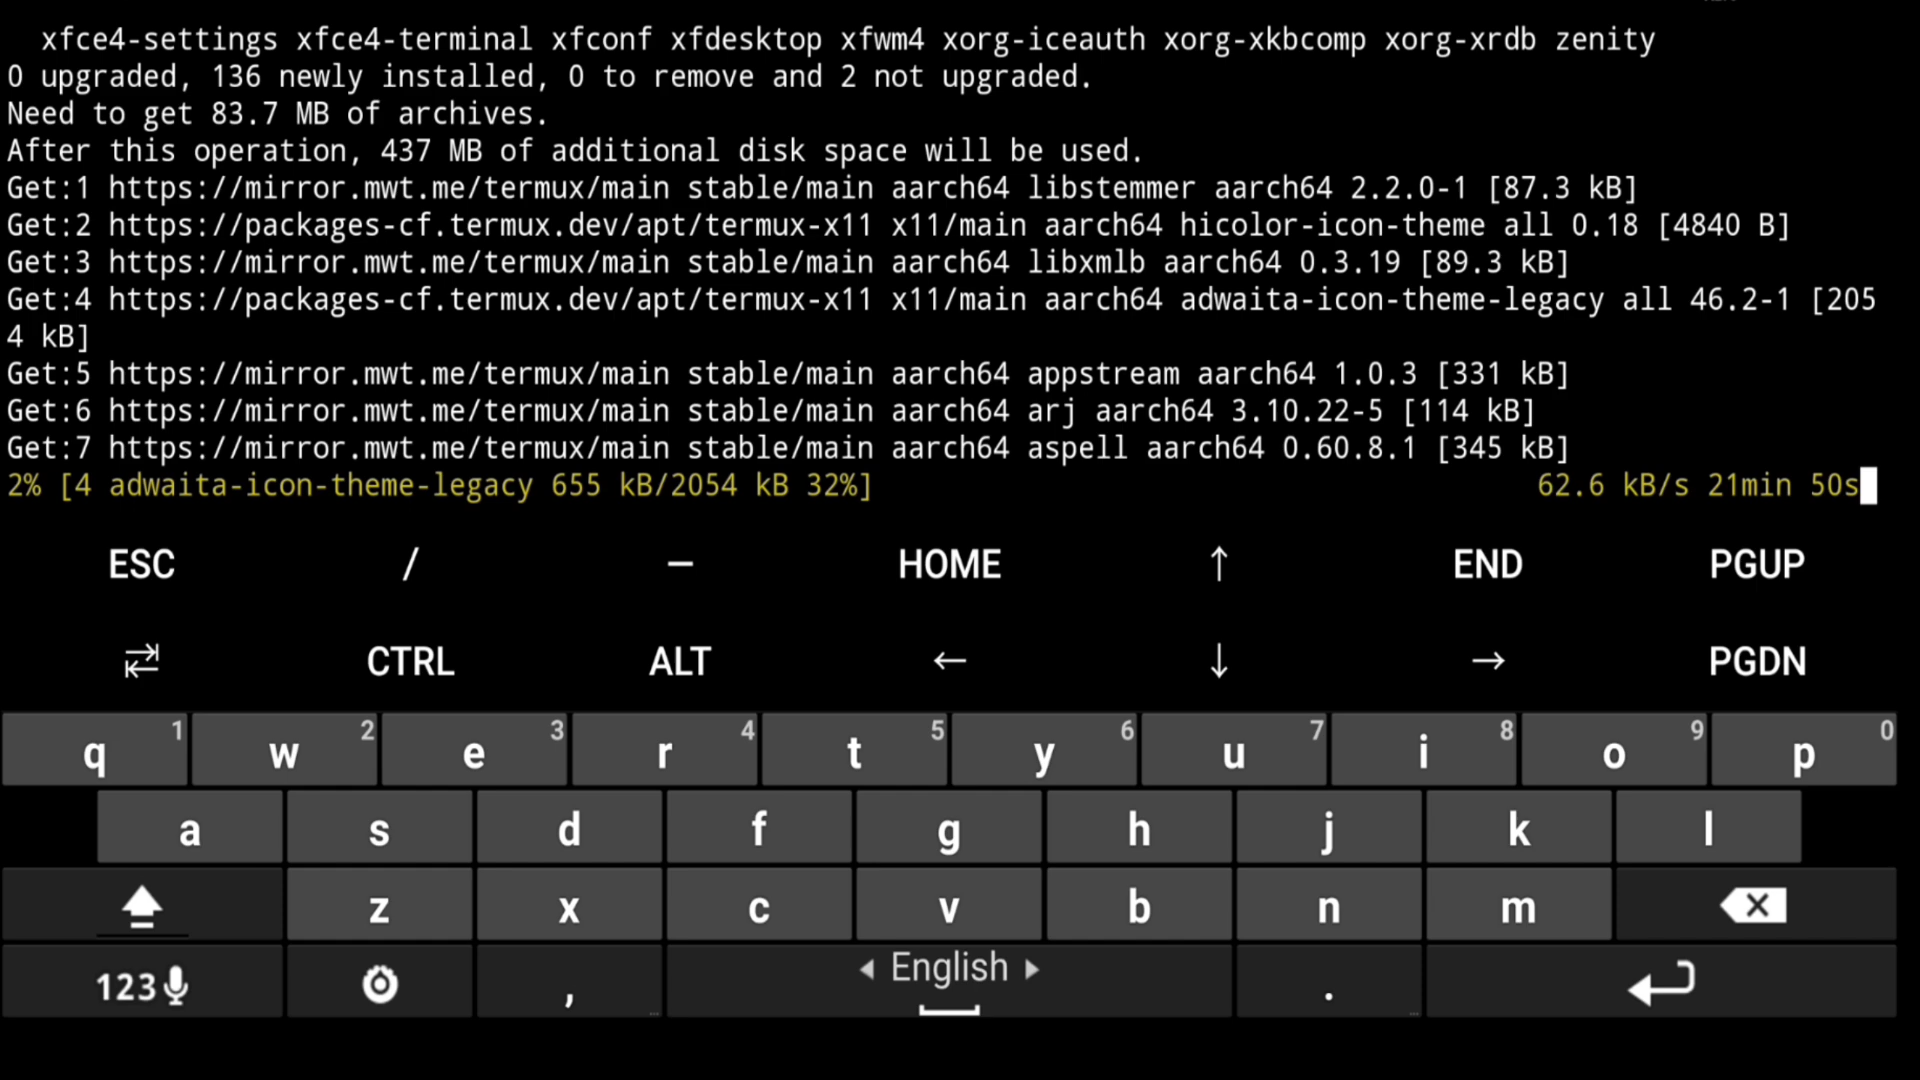 xfce4-settings xfce4-terminal xfconf xfdesktop xfwm4 xorg-iceauth xorg-xkbcomp xorg-xrdb zenity
0 upgraded, 136 newly installed, 0 to remove and 2 not upgraded.
Need to get 83.7 MB of archives.
After this operation, 437 MB of additional disk space will be used.
Get:1 https://mirror.mwt.me/termux/main stable/main aarch64 libstemmer aarch64 2.2.0-1 [87.3 kB]
Get:2 https://packages-cf.termux.dev/apt/termux-x11 x11/main aarch64 hicolor-icon-theme all 0.18 [4840 B]
Get:3 https://mirror.mwt.me/termux/main stable/main aarch64 libxmlb aarch64 0.3.19 [89.3 kB]
Get:4 https://packages-cf.termux.dev/apt/termux-x11 x11/main aarch64 adwaita-icon-theme-legacy all 46.2-1 [205
4 kB]
Get:5 https://mirror.mwt.me/termux/main stable/main aarch64 appstream aarch64 1.0.3 [331 kB]
Get:6 https://mirror.mwt.me/termux/main stable/main aarch64 arj aarch64 3.10.22-5 [114 kB]
Get:7 https://mirror.mwt.me/termux/main stable/main aarch64 aspell aarch64 0.60.8.1 [345 kB]
2% [4 adwaita-icon-theme-legacy 655 kB/2054 kB 32%] 62.6 kB/s 21min 50s
ESC / — HOME ↑ END PGUP
⇄ CTRL ALT ← ↓ → PGDN
q 1 w 2 e 3 r 4 t 5 y 6 u 7 i 8 o 9 p 0
a s d f g h j k l
z x c v b n m
123 , English .